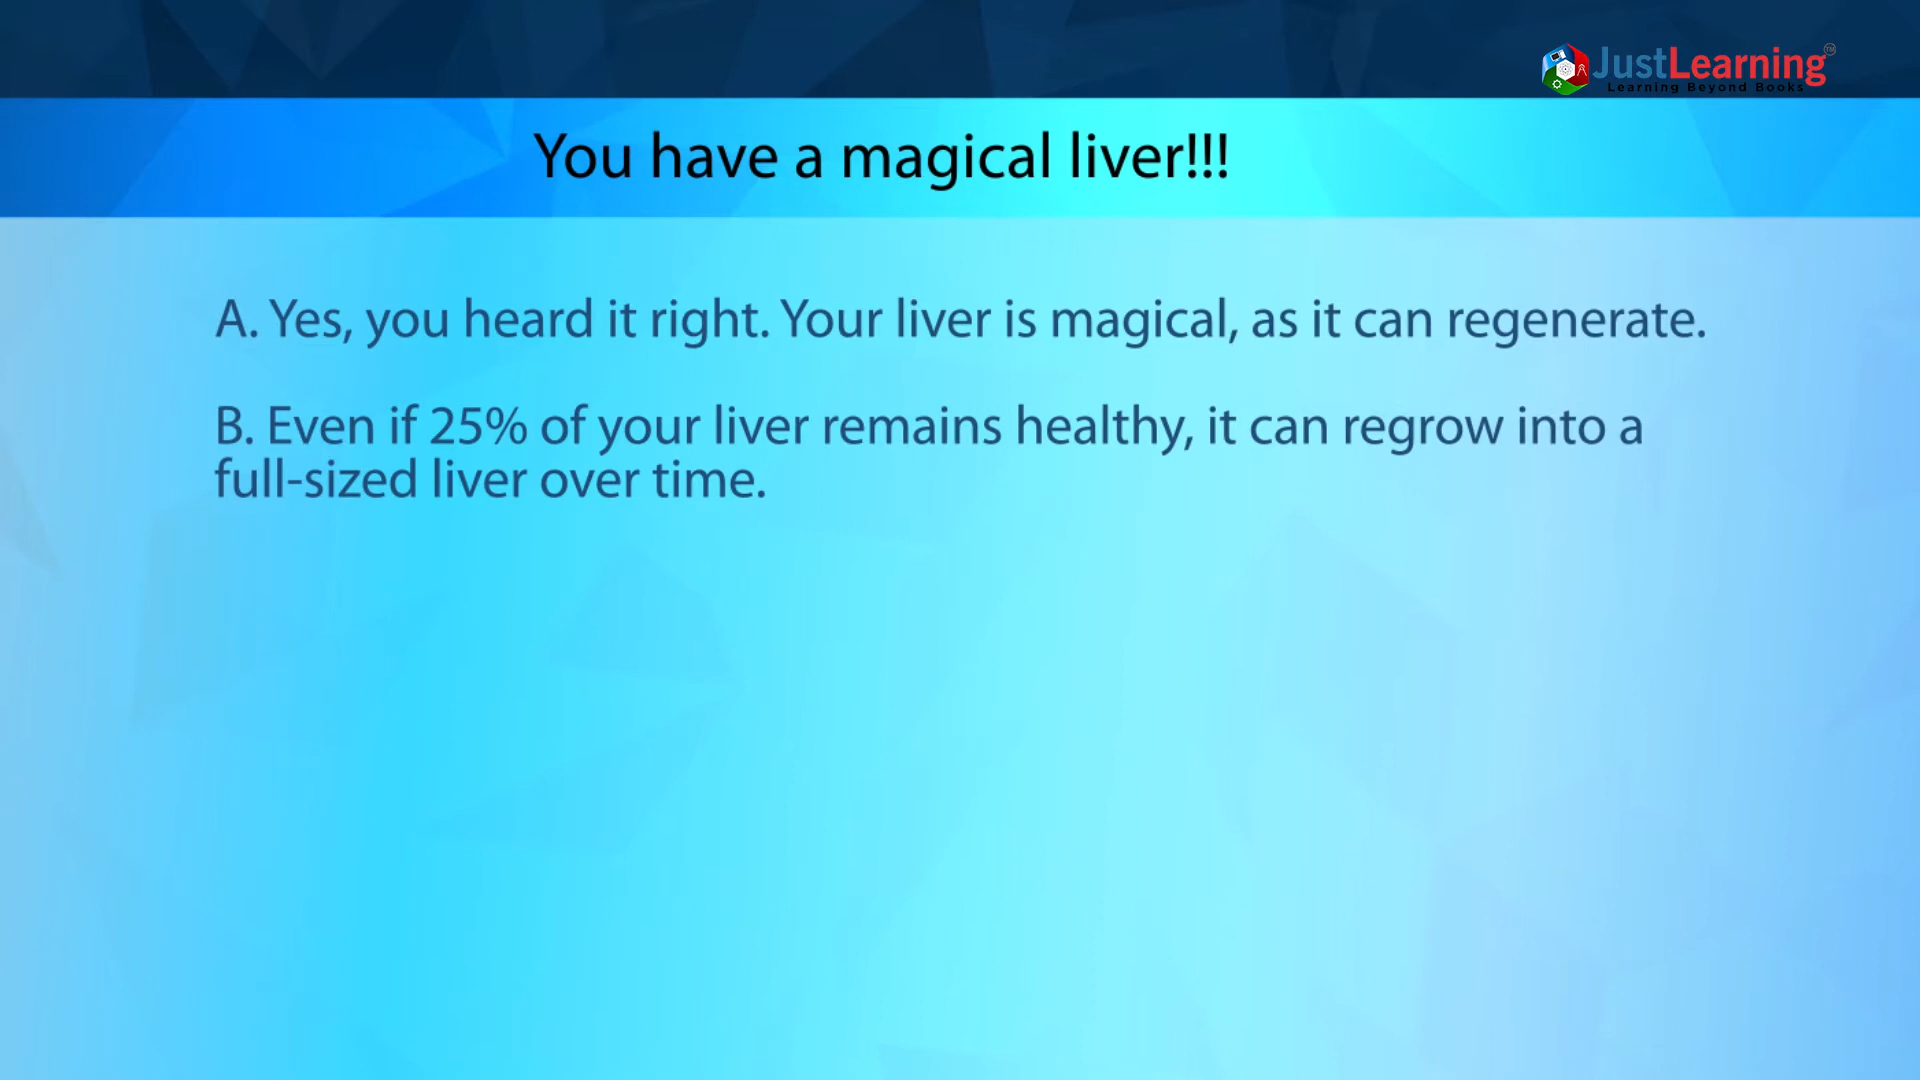 JustLearning™
Learning Beyond Books
You have a magical liver!!!
A. Yes, you heard it right. Your liver is magical, as it can regenerate.
B. Even if 25% of your liver remains healthy, it can regrow into a
full-sized liver over time.